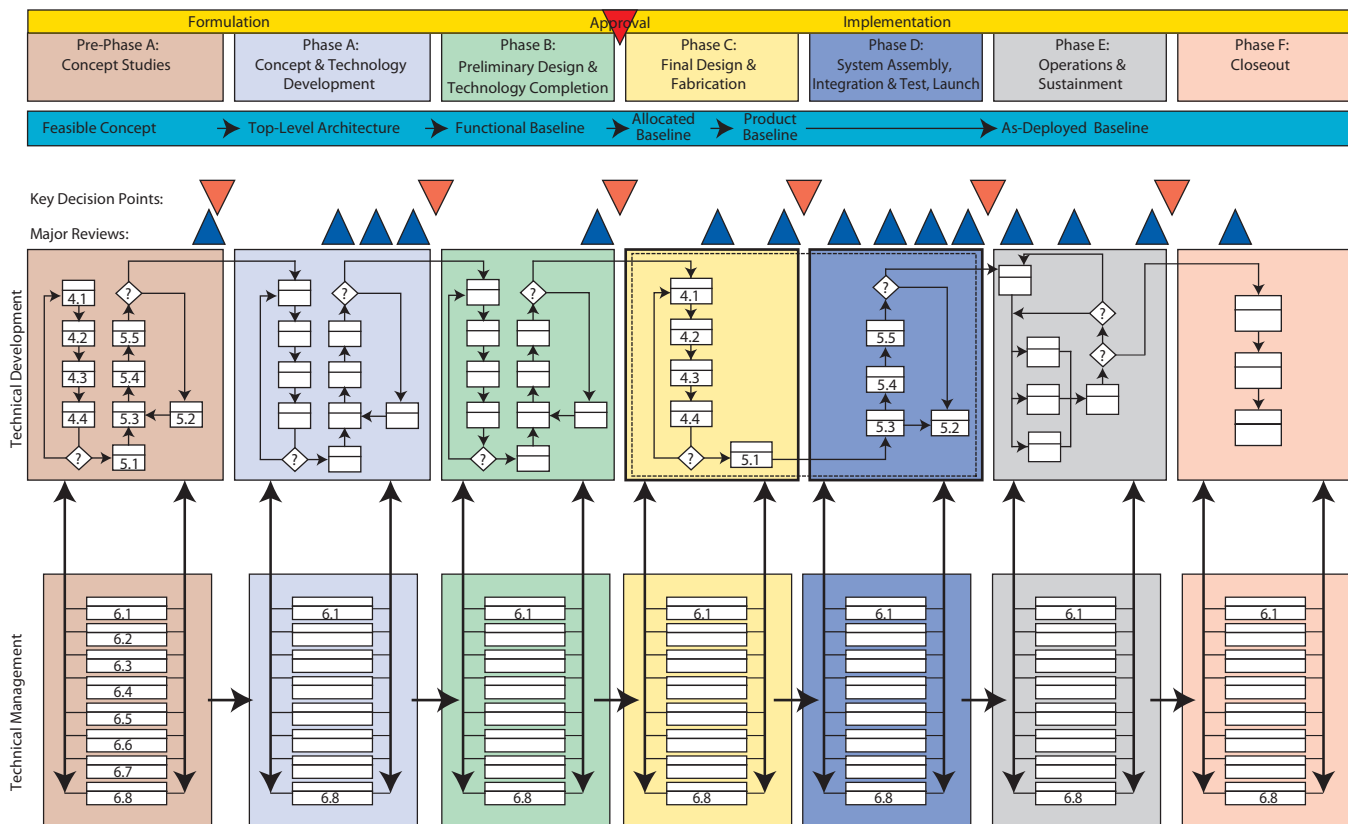 Formulation
Approval
Implementation
Pre-Phase A:
Concept Studies
Phase A:
Concept & Technology
Development
Phase B:
Preliminary Design &
Technology Completion
Phase C:
Final Design &
Fabrication
Phase D:
System Assembly,
Integration & Test, Launch
Phase E:
Operations &
Sustainment
Phase F:
Closeout
Feasible Concept
Top-Level Architecture
Functional Baseline
Allocated
Baseline
Product
Baseline
As-Deployed Baseline
Key Decision Points:
Major Reviews:
Technical Development
4.1
4.2
4.3
4.4
?
?
5.5
5.4
5.3
5.2
5.1
?
?
?
?
4.1
4.2
4.3
4.4
?
5.1
?
5.5
5.4
5.3
5.2
?
?
Technical Management
6.1
6.2
6.3
6.4
6.5
6.6
6.7
6.8
6.1
6.8
6.1
6.8
6.1
6.8
6.1
6.8
6.1
6.8
6.1
6.8